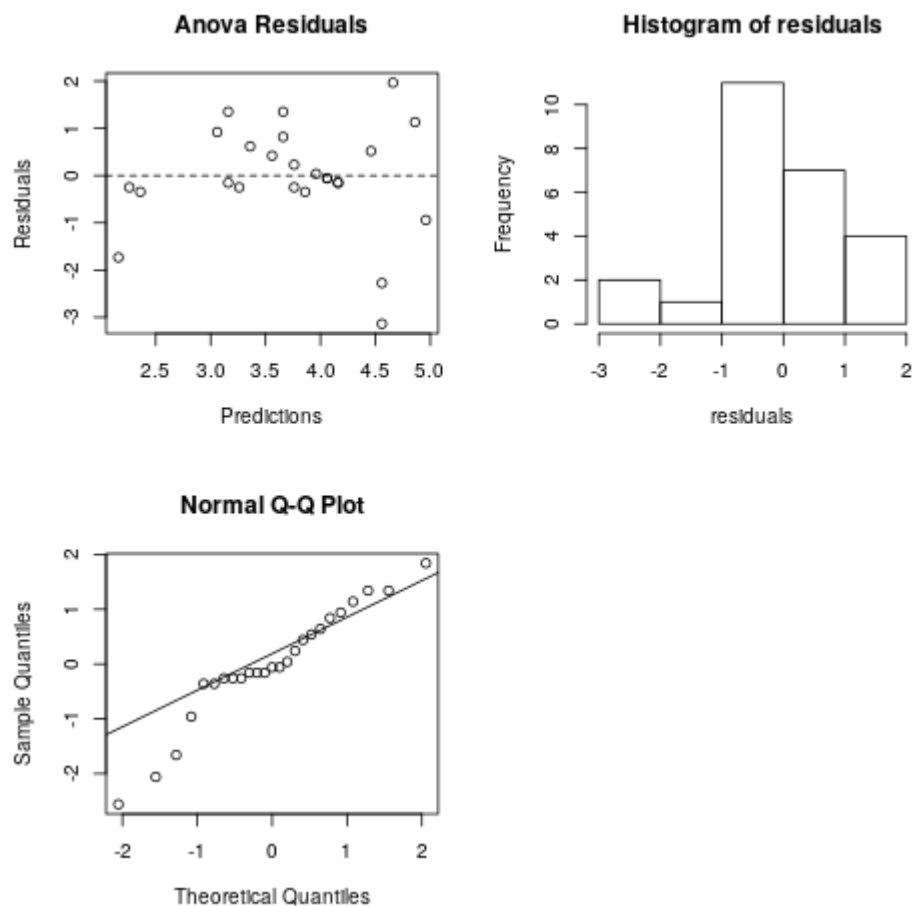 Anova Residuals
Residuals
2
1
0
-1
-2
-3
2.5 3.0 3.5 4.0 4.5 5.0
Predictions
Histogram of residuals
Frequency
10
8
6
4
2
0
-3 -2 -1 0 1 2
residuals
Normal Q-Q Plot
Sample Quantiles
2
1
0
-1
-2
-2 -1 0 1 2
Theoretical Quantiles